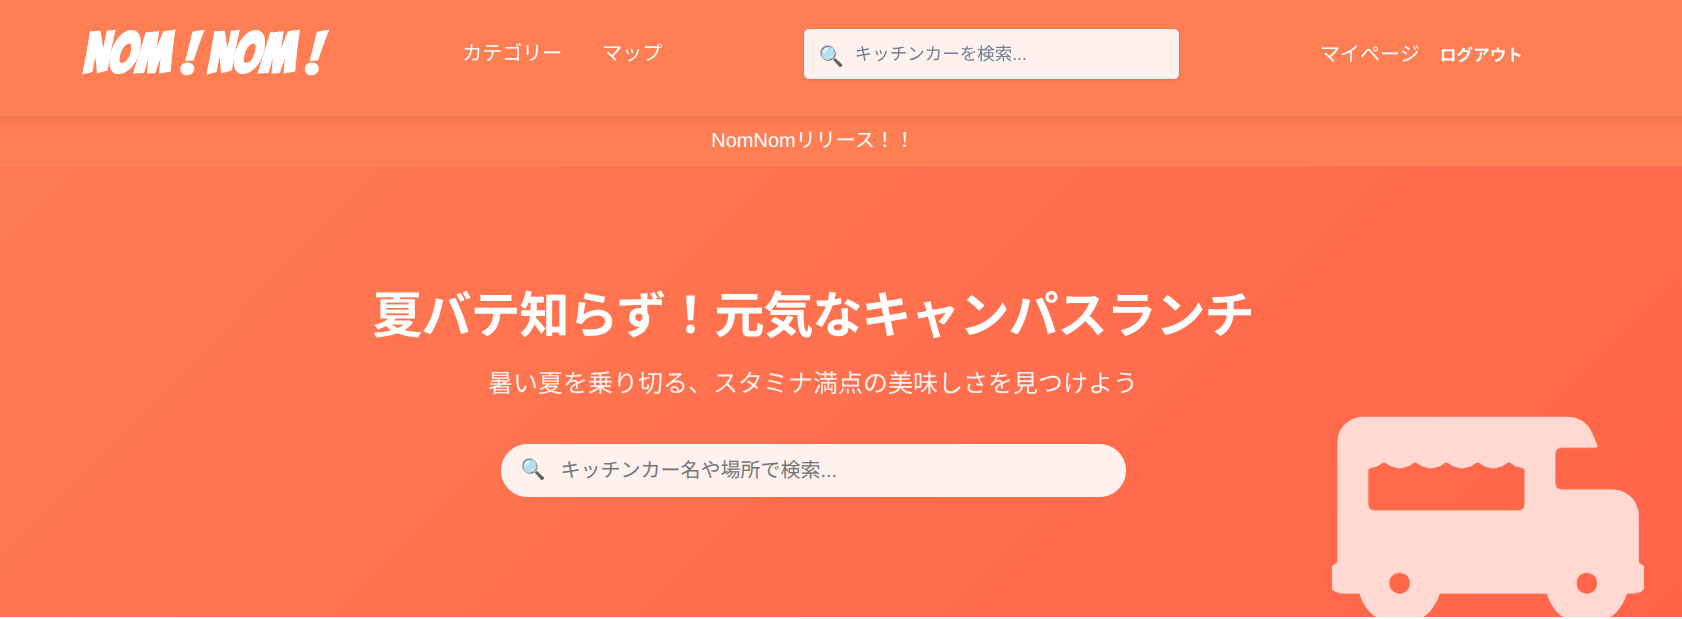 NOM!NOM!
カテゴリー マップ
キッチンカーを検索...
マイページ ログアウト
NomNomリリース！！
夏バテ知らず！元気なキャンパスランチ
暑い夏を乗り切る、スタミナ満点の美味しさを見つけよう
キッチンカー名や場所で検索...